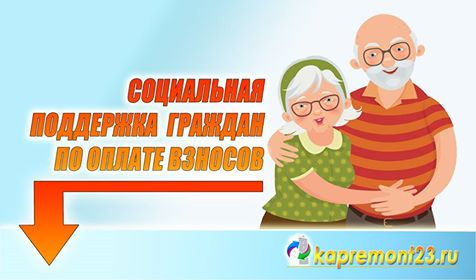 СОЦИАЛЬНАЯ
ПОДДЕРЖКА ГРАЖДАН
ПО ОПЛАТЕ ВЗНОСОВ
kapremont23.ru